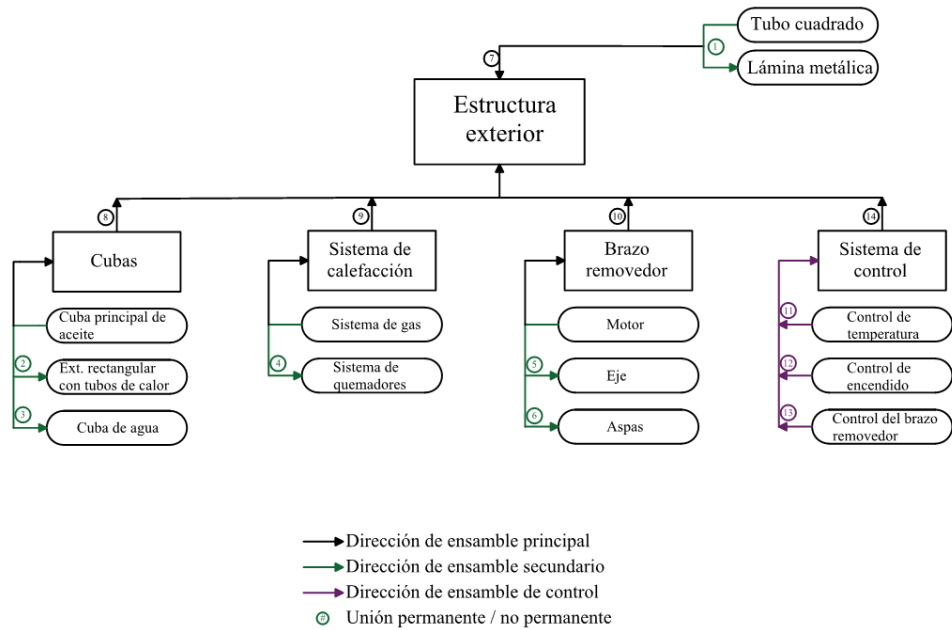 Tubo cuadrado
1
7
Lámina metálica
Estructura
exterior
8
9
10
14
Cubas
Sistema de
calefacción
Brazo
removedor
Sistema de
control
Cuba principal de
aceite
Sistema de gas
Motor
11
Control de
temperatura
2
Ext. rectangular
con tubos de calor
4
Sistema de
quemadores
5
Eje
12
Control de
encendido
3
Cuba de agua
6
Aspas
13
Control del brazo
removedor
Dirección de ensamble principal
Dirección de ensamble secundario
Dirección de ensamble de control
# Unión permanente / no permanente